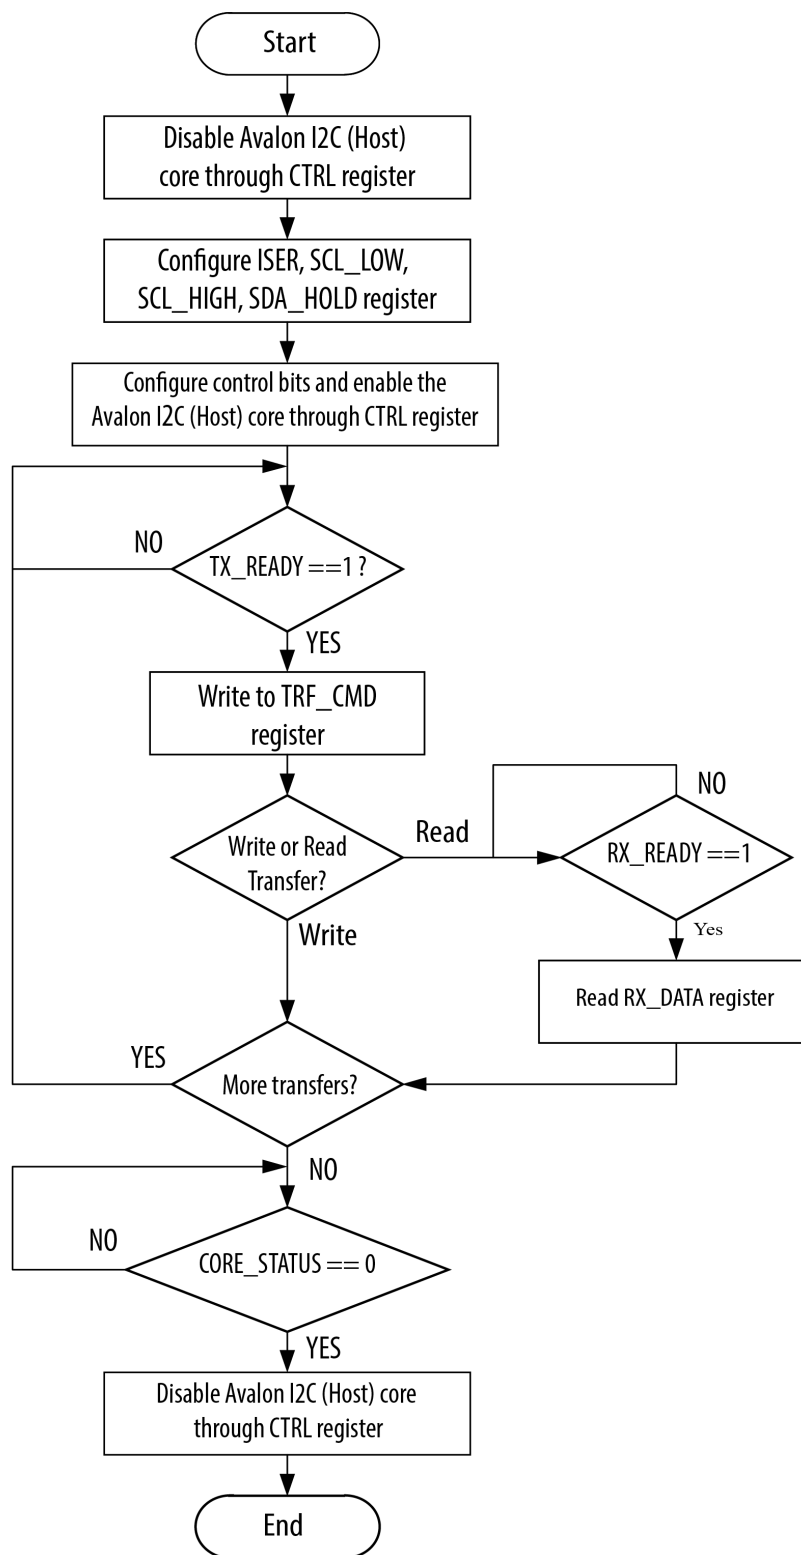 Start
Disable Avalon I2C (Host)
core through CTRL register
Configure ISER, SCL_LOW,
SCL_HIGH, SDA_HOLD register
Configure control bits and enable the
Avalon I2C (Host) core through CTRL register
NO
TX_READY ==1 ?
YES
Write to TRF_CMD
register
NO
Read
Write or Read
Transfer?
RX_READY ==1
Write
Yes
Read RX_DATA register
YES
More transfers?
NO
NO
CORE_STATUS == 0
YES
Disable Avalon I2C (Host) core
through CTRL register
End